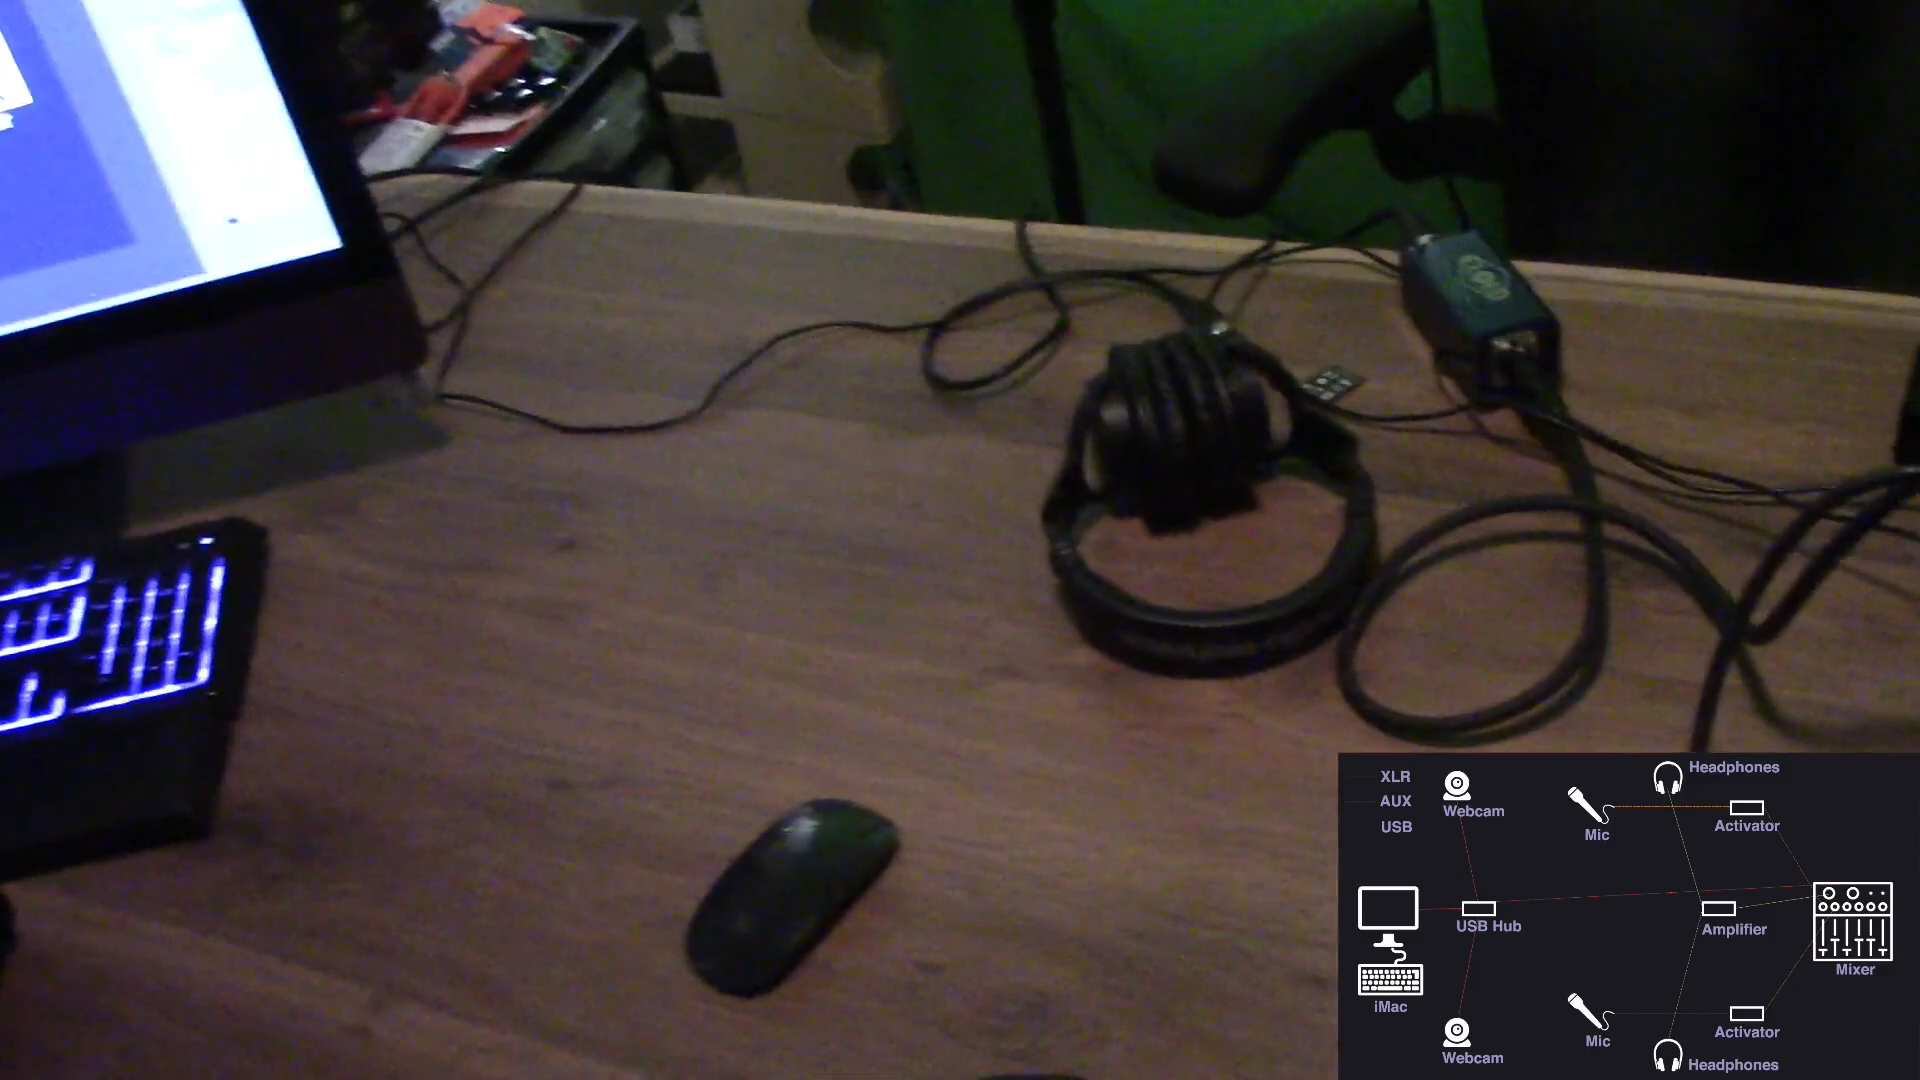 XLR
AUX
USB
Webcam
Mic
Headphones
Activator
USB Hub
Amplifier
Mixer
iMac
Webcam
Mic
Activator
Headphones